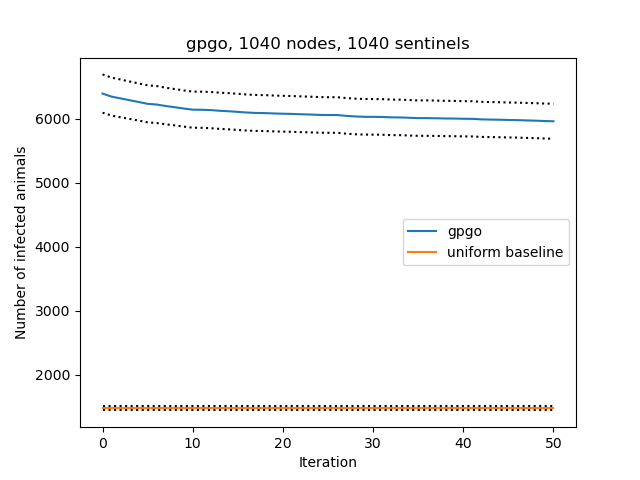 gpgo, 1040 nodes, 1040 sentinels
Number of infected animals
6000
5000
4000
3000
2000
gpgo
uniform baseline
0
10
20
30
40
50
Iteration